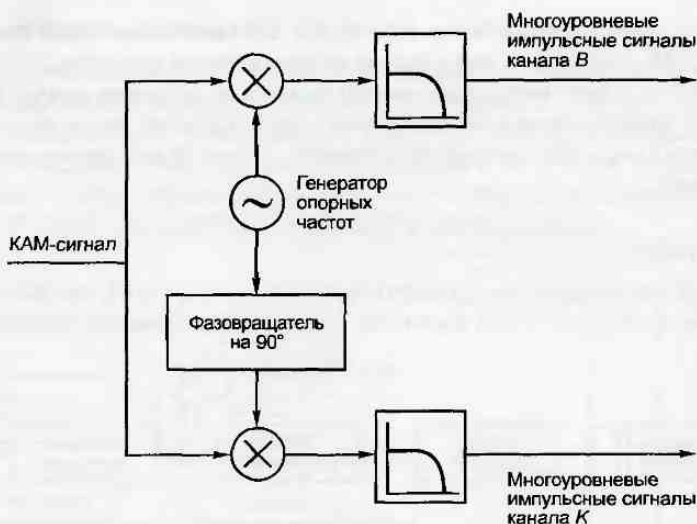 Многоуровневые
импульсные сигналы
канала B
Генератор
опорных
частот
КАМ-сигнал
Фазовращатель
на 90°
Многоуровневые
импульсные сигналы
канала K